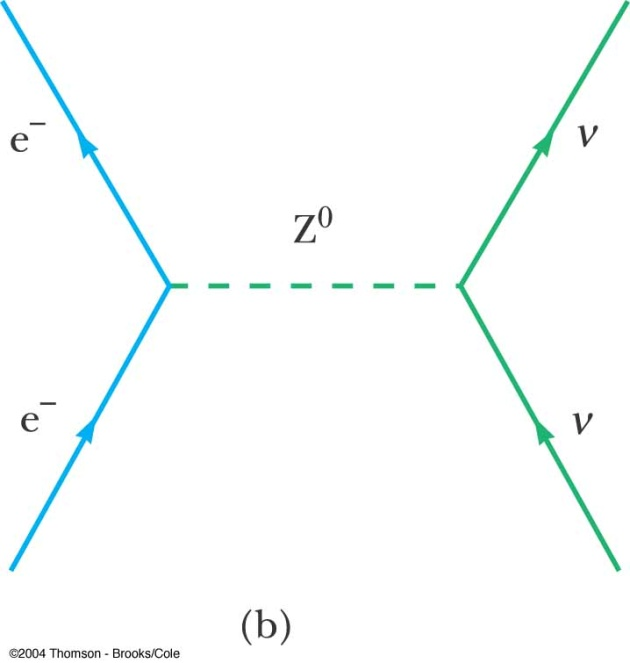 e⁻ ν
Z⁰
e⁻ ν
(b)
©2004 Thomson - Brooks/Cole